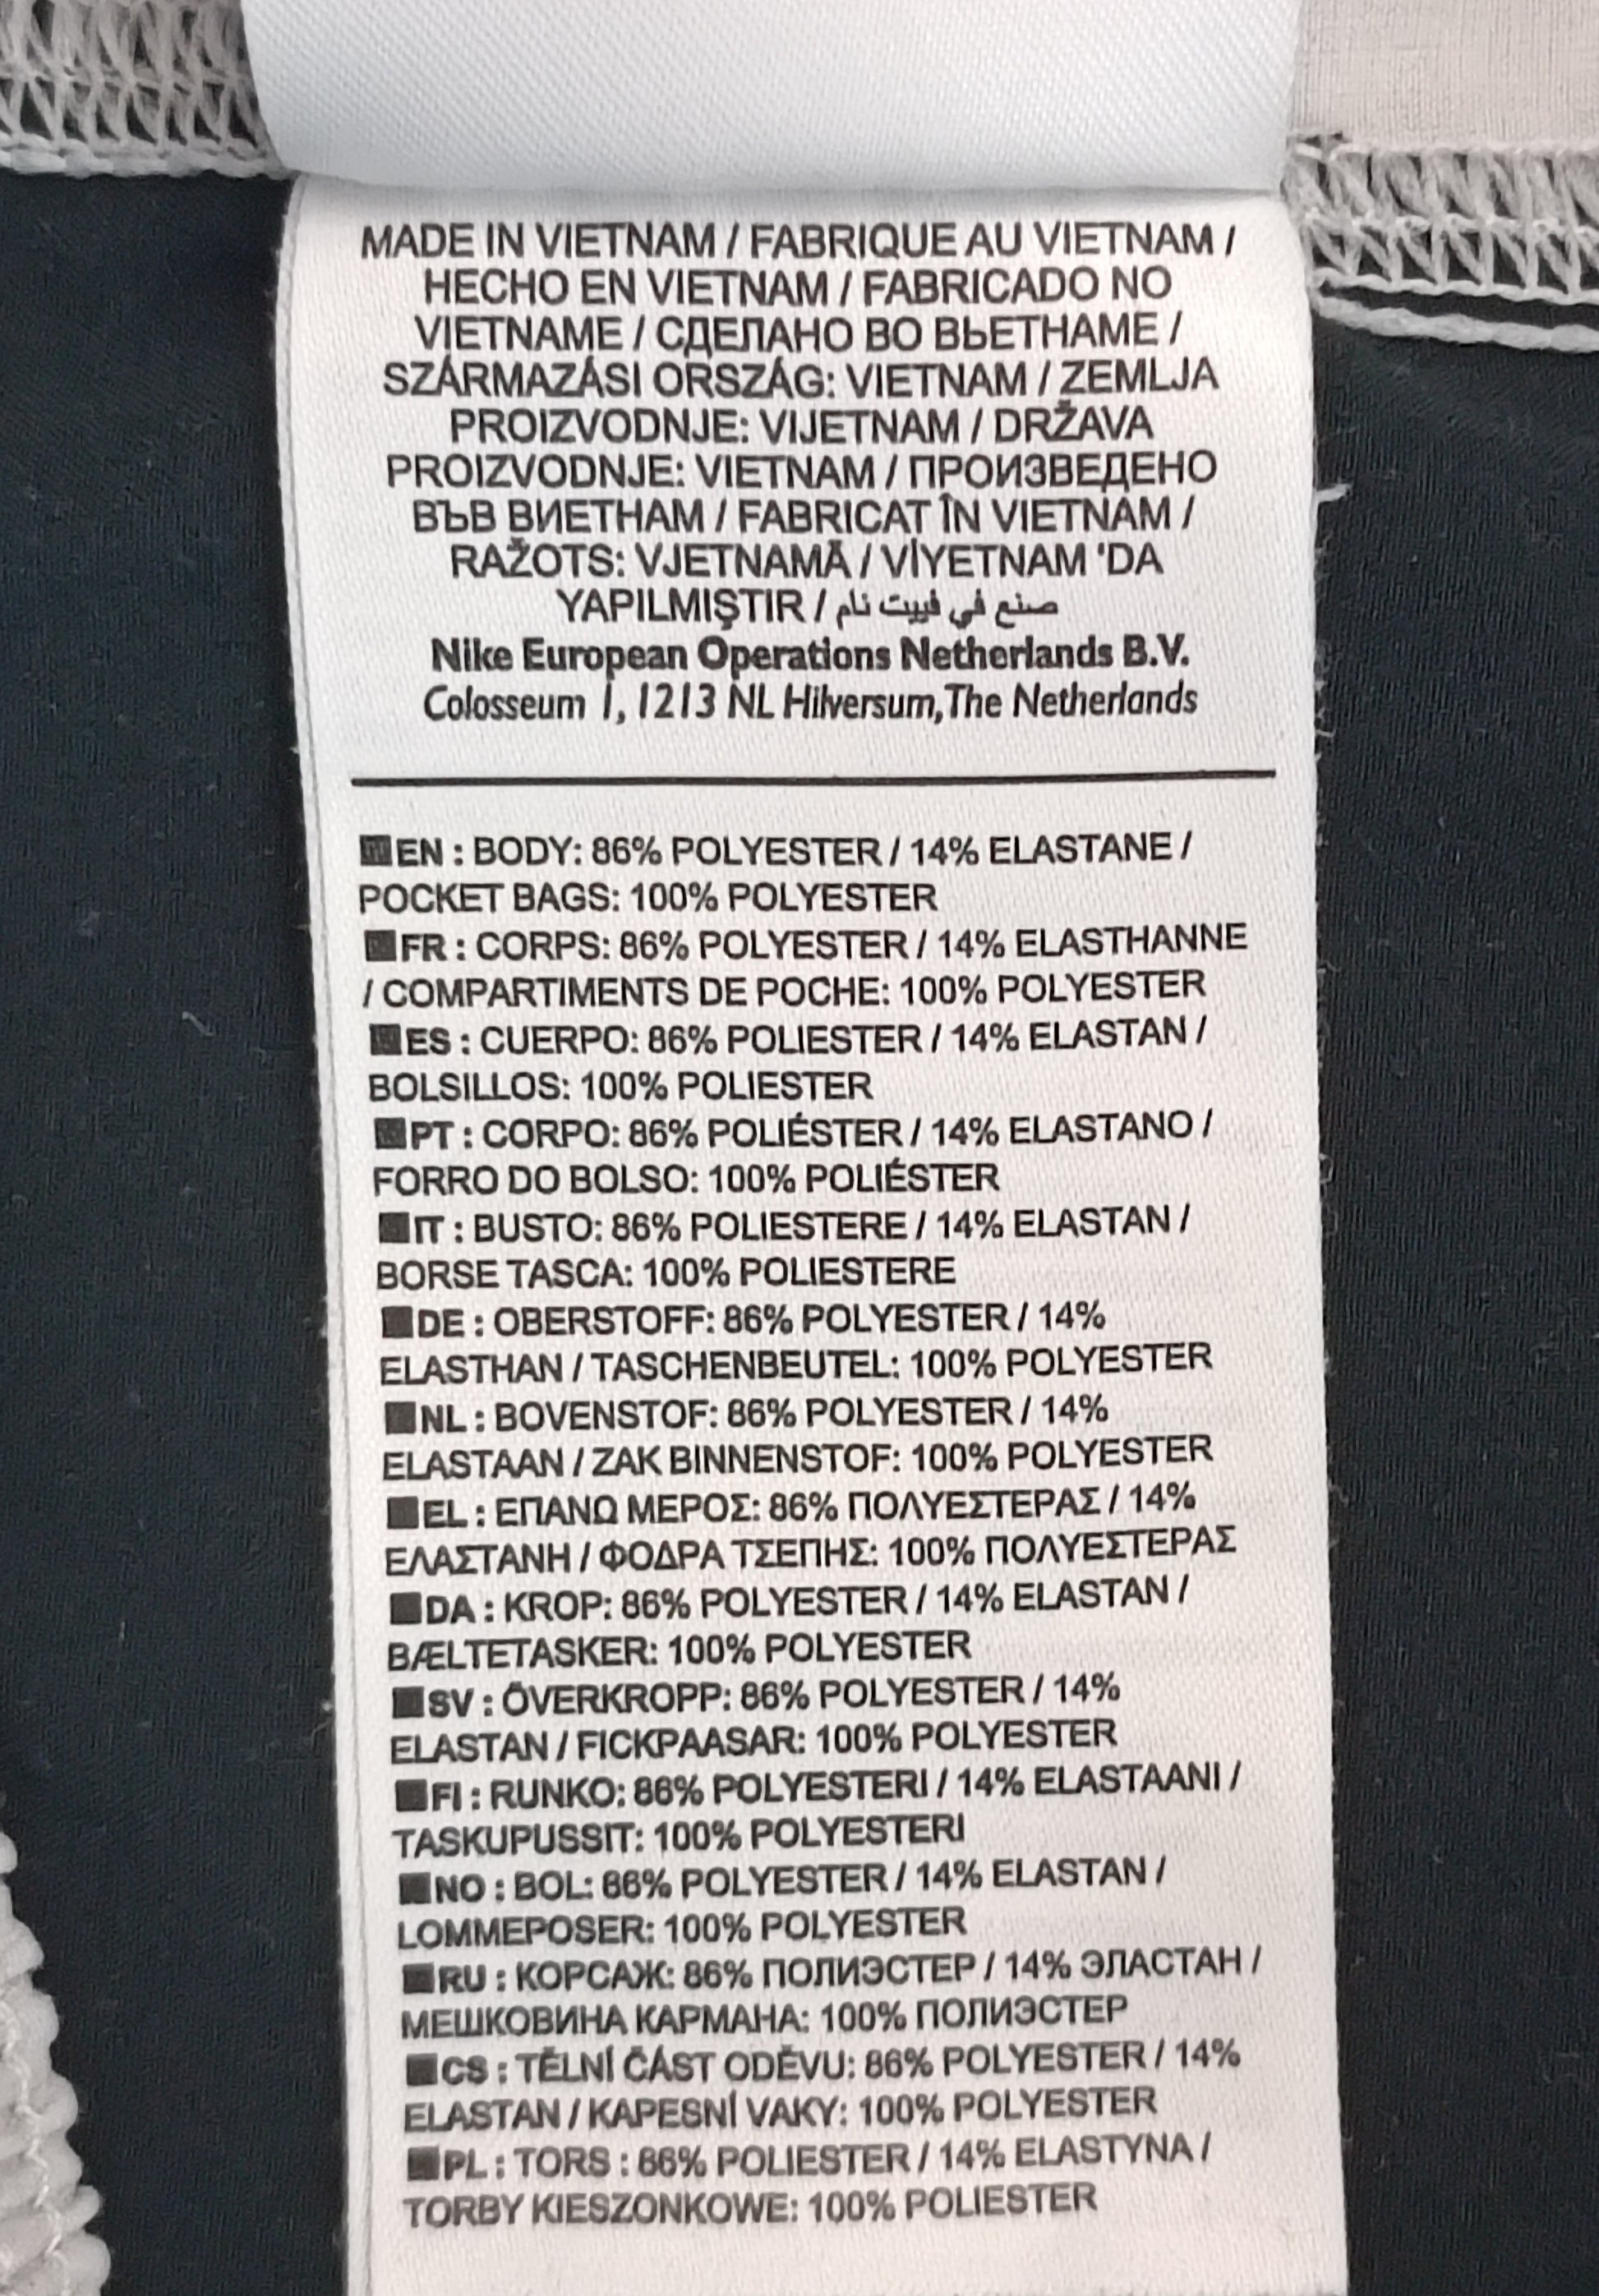 MADE IN VIETNAM / FABRIQUE AU VIETNAM /
HECHO EN VIETNAM / FABRICADO NO
VIETNAME / СДЕЛАНО ВО ВЬЕТНАМЕ /
SZÁRMAZÁSI ORSZÁG: VIETNAM / ZEMLJA
PROIZVODNJE: VIJETNAM / DRŽAVA
PROIZVODNJE: VIETNAM / ПРОИЗВЕДЕНО
ВЪВ ВИЕТНАМ / FABRICAT ÎN VIETNAM /
RAŽOTS: VJETNAMĀ / VİYETNAM 'DA
YAPILMIŞTIR / صنع في فييت نام
Nike European Operations Netherlands B.V.
Colosseum 1, 1213 NL Hilversum, The Netherlands
EN : BODY: 86% POLYESTER / 14% ELASTANE /
POCKET BAGS: 100% POLYESTER
FR : CORPS: 86% POLYESTER / 14% ELASTHANNE
/ COMPARTIMENTS DE POCHE: 100% POLYESTER
ES : CUERPO: 86% POLIESTER / 14% ELASTAN /
BOLSILLOS: 100% POLIESTER
PT : CORPO: 86% POLIÉSTER / 14% ELASTANO /
FORRO DO BOLSO: 100% POLIÉSTER
IT : BUSTO: 86% POLIESTERE / 14% ELASTAN /
BORSE TASCA: 100% POLIESTERE
DE : OBERSTOFF: 86% POLYESTER / 14%
ELASTHAN / TASCHENBEUTEL: 100% POLYESTER
NL : BOVENSTOF: 86% POLYESTER / 14%
ELASTAAN / ZAK BINNENSTOF: 100% POLYESTER
EL : ΕΠΑΝΩ ΜΕΡΟΣ: 86% ΠΟΛΥΕΣΤΕΡΑΣ / 14%
ΕΛΑΣΤΑΝΗ / ΦΟΔΡΑ ΤΣΕΠΗΣ: 100% ΠΟΛΥΕΣΤΕΡΑΣ
DA : KROP: 86% POLYESTER / 14% ELASTAN /
BÆLTETASKER: 100% POLYESTER
SV : ÖVERKROPP: 86% POLYESTER / 14%
ELASTAN / FICKPAASAR: 100% POLYESTER
FI : RUNKO: 86% POLYESTERI / 14% ELASTAANI /
TASKUPUSSIT: 100% POLYESTERI
NO : BOL: 86% POLYESTER / 14% ELASTAN /
LOMMEPOSER: 100% POLYESTER
RU : КОРСАЖ: 86% ПОЛИЭСТЕР / 14% ЭЛАСТАН /
МЕШКОВИНА КАРМАНА: 100% ПОЛИЭСТЕР
CS : TĚLNÍ ČÁST ODĚVU: 86% POLYESTER / 14%
ELASTAN / KAPESNÍ VAKY: 100% POLYESTER
PL : TORS : 86% POLIESTER / 14% ELASTYNA /
TORBY KIESZONKOWE: 100% POLIESTER